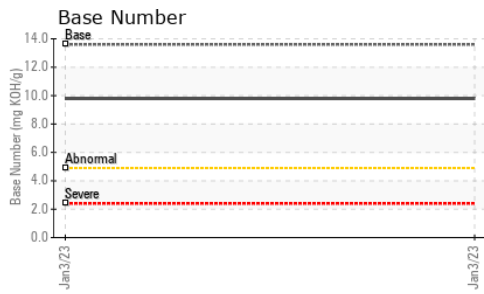 Base Number
Base Number (mg KOH/g)
14.0
12.0
10.0
8.0
6.0
4.0
2.0
0.0
Base
Abnormal
Severe
Jan3/23
Jan3/23